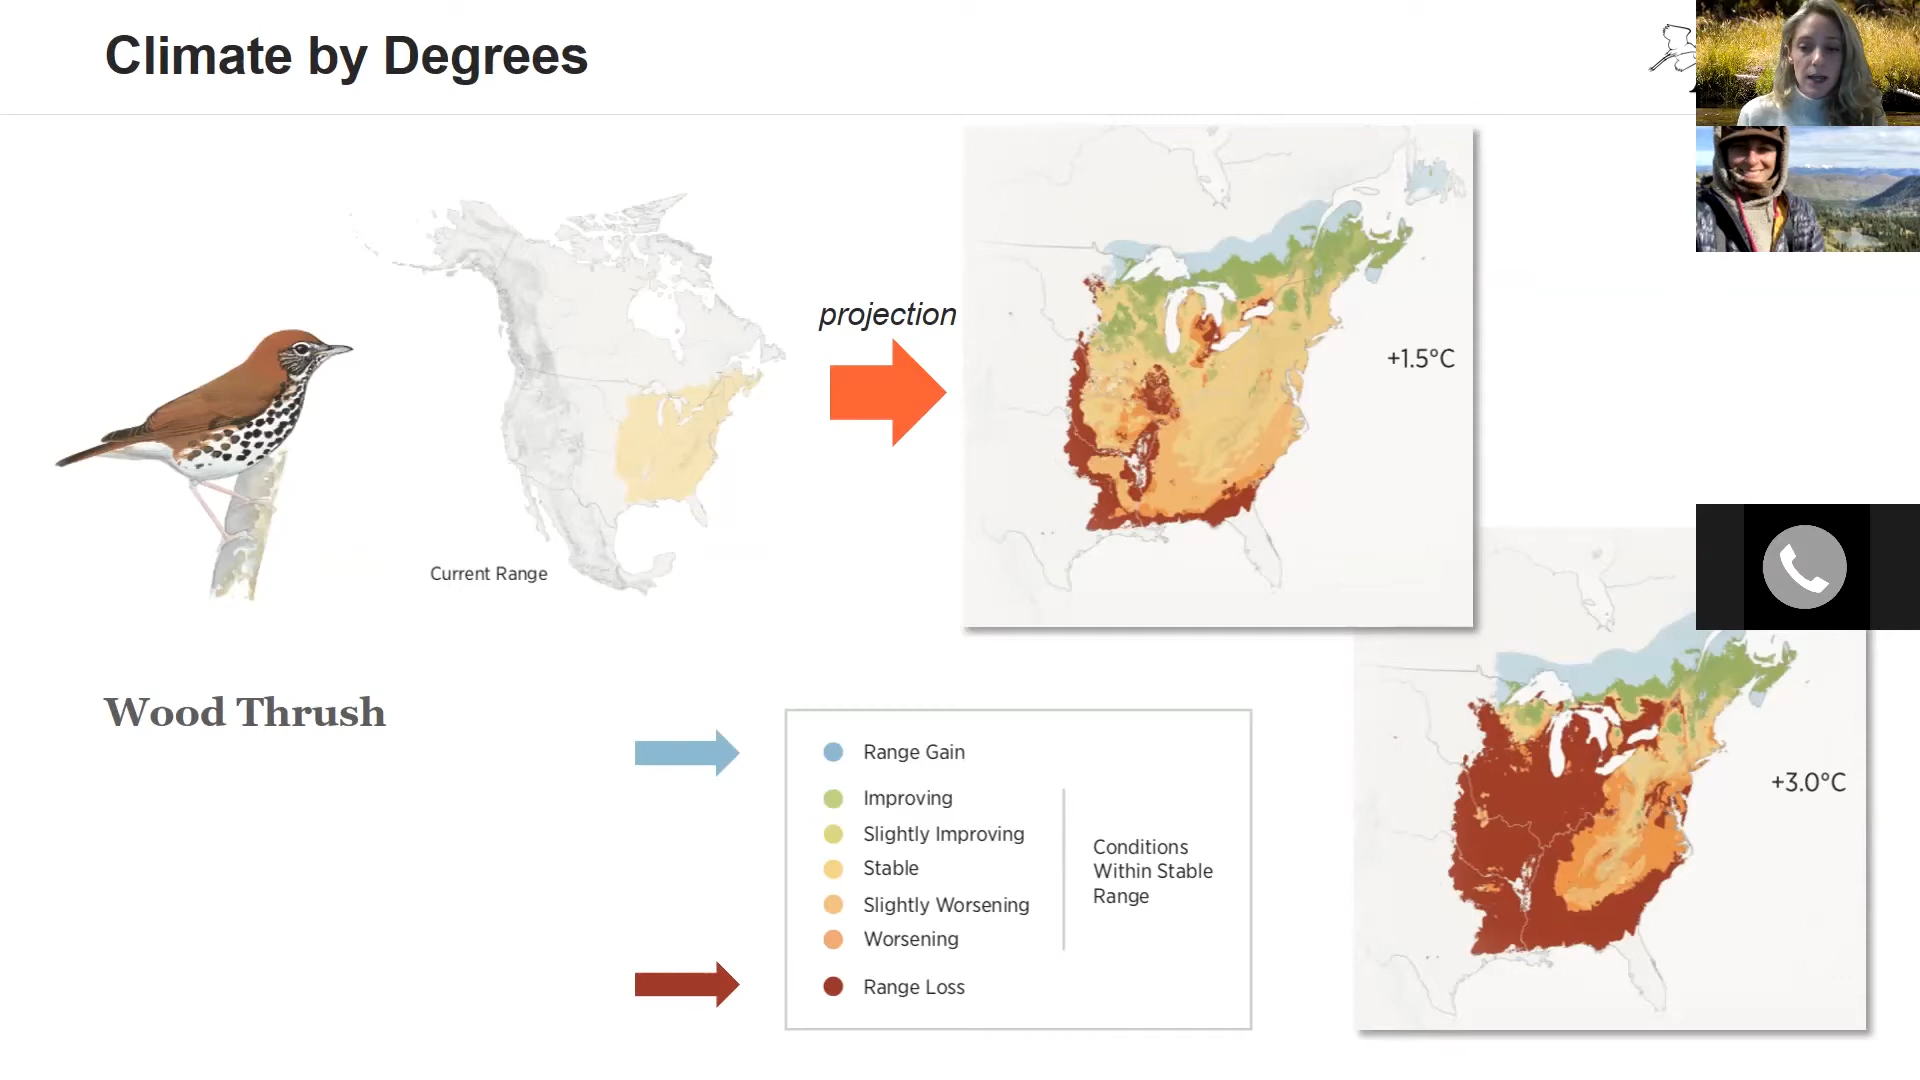 Climate by Degrees
projection
+1.5°C
Current Range
Wood Thrush
+3.0°C
Range Gain
Improving
Slightly Improving
Stable
Slightly Worsening
Worsening
Range Loss
Conditions
Within Stable
Range